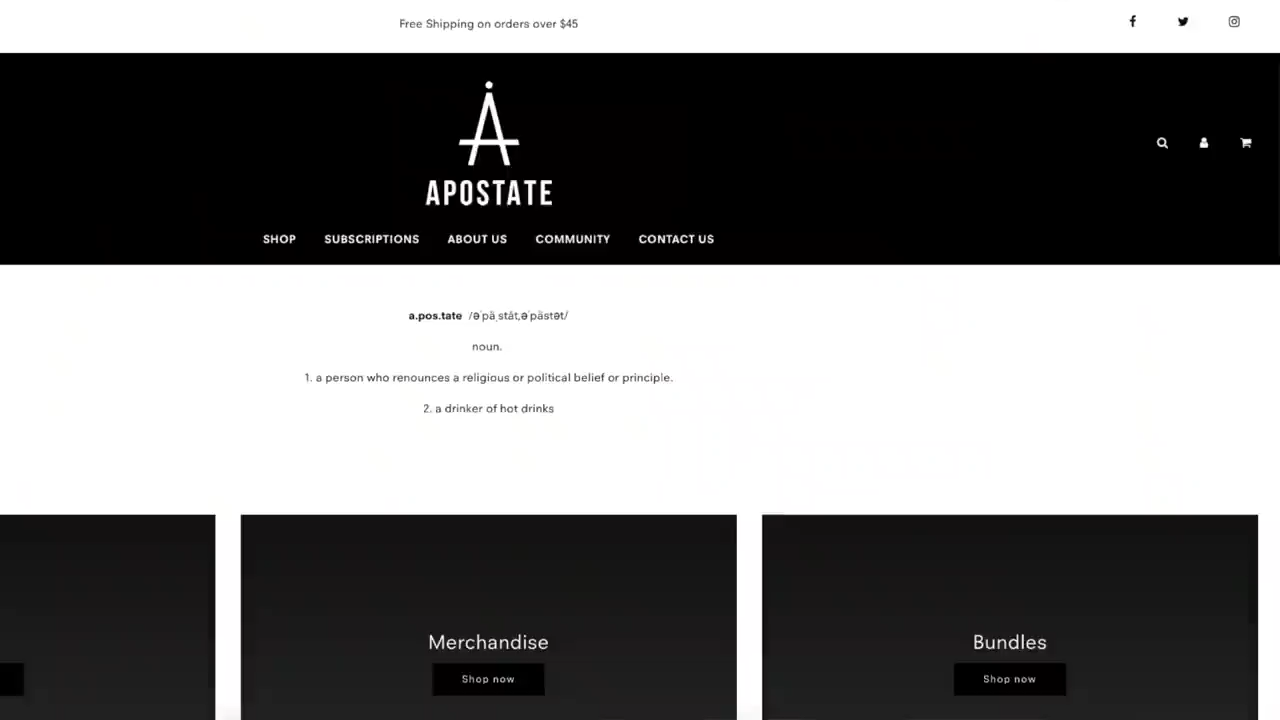 Free Shipping on orders over $45
APOSTATE
SHOP SUBSCRIPTIONS ABOUT US COMMUNITY CONTACT US
a.pos.tate /əˈpäˌstāt,əˈpästət/
noun.
1. a person who renounces a religious or political belief or principle.
2. a drinker of hot drinks
Merchandise
Bundles
Shop now
Shop now